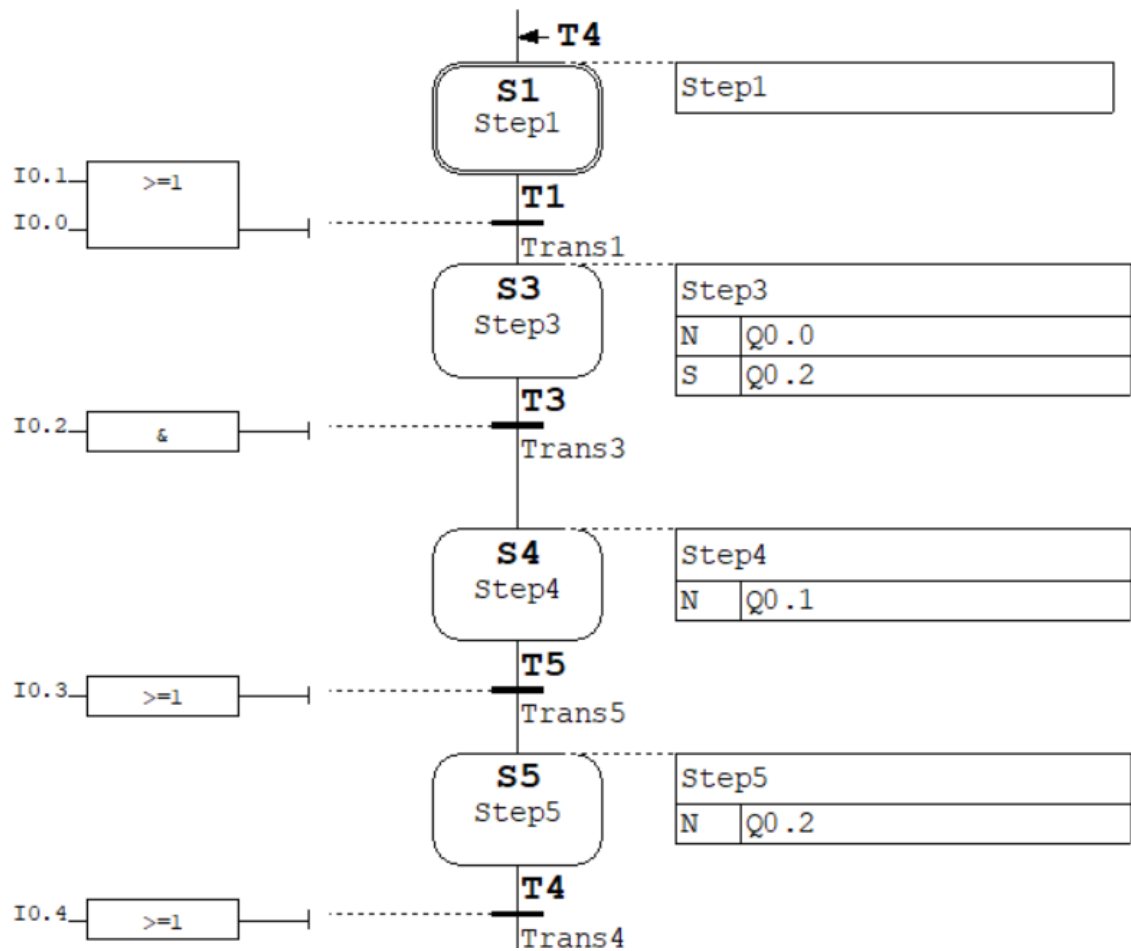 T4
S1
Step1
Step1
I0.1
>=1
I0.0
T1
Trans1
S3
Step3
Step3
N Q0.0
S Q0.2
T3
I0.2
&
Trans3
S4
Step4
Step4
N Q0.1
T5
I0.3
>=1
Trans5
S5
Step5
Step5
N Q0.2
T4
I0.4
>=1
Trans4